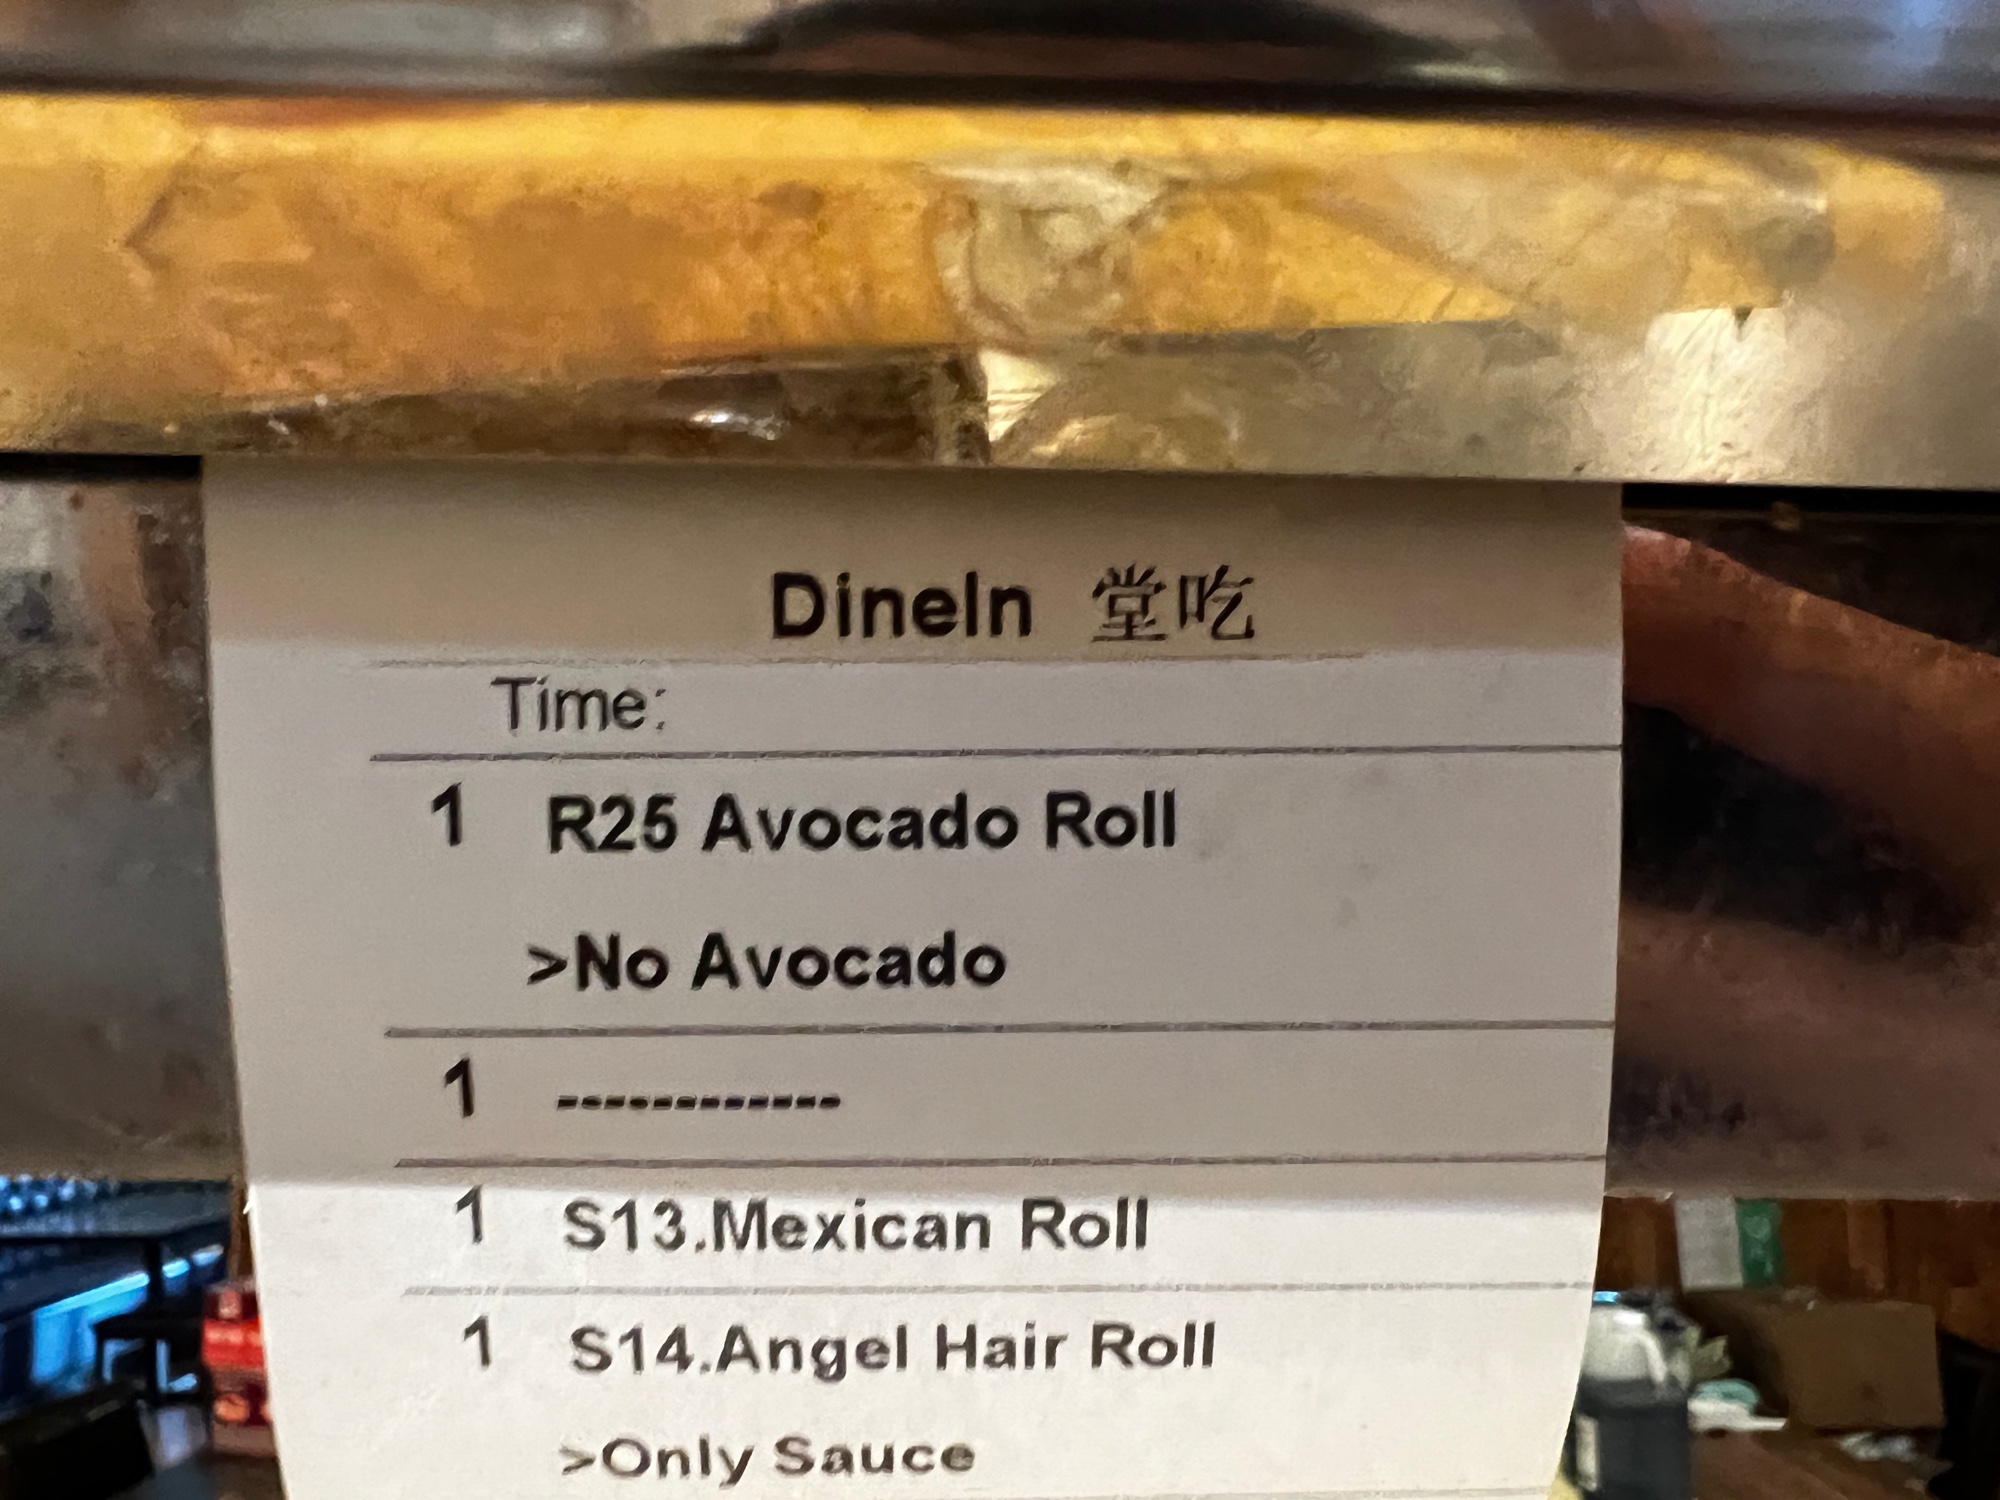 DineIn 堂吃
Time:
1 R25 Avocado Roll
>No Avocado
1 ------------
1 S13.Mexican Roll
1 S14.Angel Hair Roll
>Only Sauce